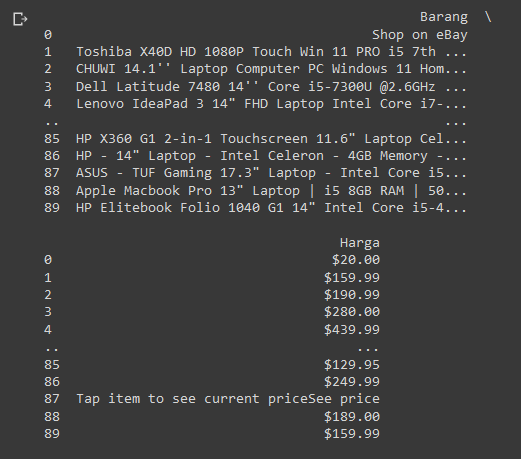 Barang \
0 Shop on eBay
1 Toshiba X40D HD 1080P Touch Win 11 PRO i5 7th ...
2 CHUWI 14.1'' Laptop Computer PC Windows 11 Hom...
3 Dell Latitude 7480 14'' Core i5-7300U @2.6GHz ...
4 Lenovo IdeaPad 3 14" FHD Laptop Intel Core i7-...
.. ...
85 HP X360 G1 2-in-1 Touchscreen 11.6" Laptop Cel...
86 HP - 14" Laptop - Intel Celeron - 4GB Memory -...
87 ASUS - TUF Gaming 17.3" Laptop - Intel Core i5...
88 Apple Macbook Pro 13" Laptop | i5 8GB RAM | 50...
89 HP Elitebook Folio 1040 G1 14" Intel Core i5-4...
Harga
0 $20.00
1 $159.99
2 $190.99
3 $280.00
4 $439.99
.. ...
85 $129.95
86 $249.99
87 Tap item to see current priceSee price
88 $189.00
89 $159.99